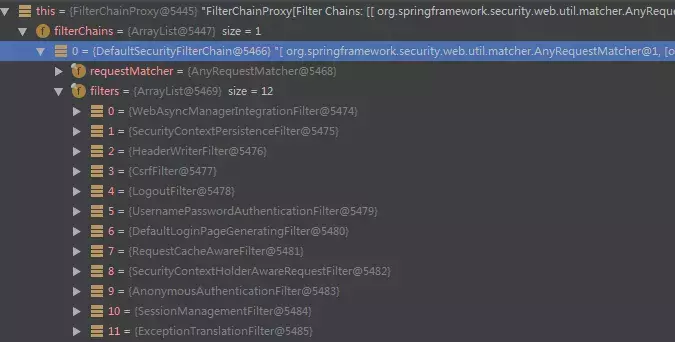 this = {FilterChainProxy@5445} "FilterChainProxy[Filter Chains: [[ org.springframework.security.web.util.matcher.AnyReque
filterChains = {ArrayList@5447} size = 1
0 = {DefaultSecurityFilterChain@5466} "[ org.springframework.security.web.util.matcher.AnyRequestMatcher@1, [o
requestMatcher = {AnyRequestMatcher@5468}
filters = {ArrayList@5469} size = 12
0 = {WebAsyncManagerIntegrationFilter@5474}
1 = {SecurityContextPersistenceFilter@5475}
2 = {HeaderWriterFilter@5476}
3 = {CsrfFilter@5477}
4 = {LogoutFilter@5478}
5 = {UsernamePasswordAuthenticationFilter@5479}
6 = {DefaultLoginPageGeneratingFilter@5480}
7 = {RequestCacheAwareFilter@5481}
8 = {SecurityContextHolderAwareRequestFilter@5482}
9 = {AnonymousAuthenticationFilter@5483}
10 = {SessionManagementFilter@5484}
11 = {ExceptionTranslationFilter@5485}